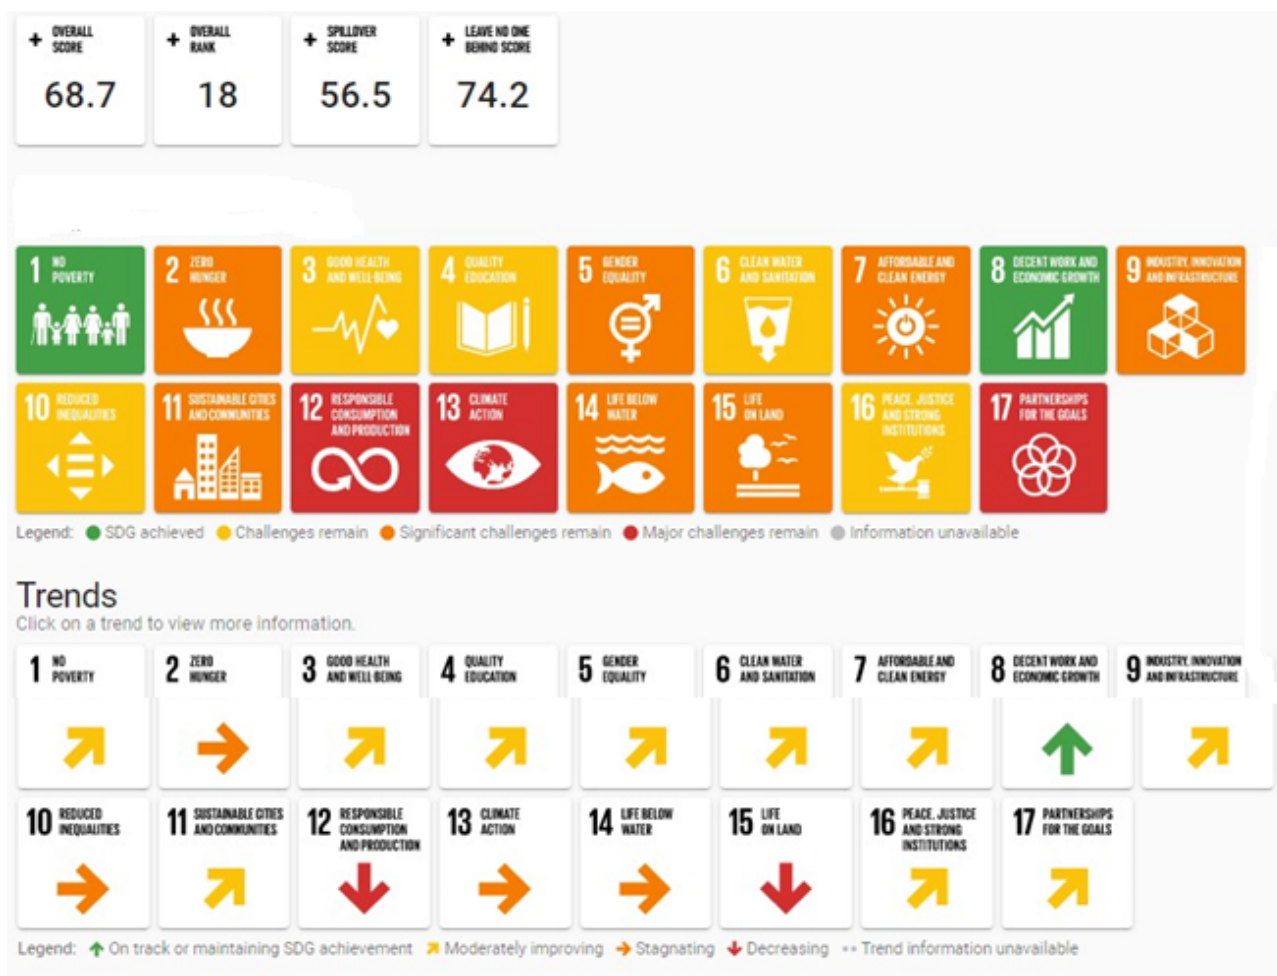 + OVERALL SCORE
68.7
+ OVERALL RANK
18
+ SPILLOVER SCORE
56.5
+ LEAVE NO ONE BEHIND SCORE
74.2
1 NO POVERTY
2 ZERO HUNGER
3 GOOD HEALTH AND WELL-BEING
4 QUALITY EDUCATION
5 GENDER EQUALITY
6 CLEAN WATER AND SANITATION
7 AFFORDABLE AND CLEAN ENERGY
8 DECENT WORK AND ECONOMIC GROWTH
9 INDUSTRY, INNOVATION AND INFRASTRUCTURE
10 REDUCED INEQUALITIES
11 SUSTAINABLE CITIES AND COMMUNITIES
12 RESPONSIBLE CONSUMPTION AND PRODUCTION
13 CLIMATE ACTION
14 LIFE BELOW WATER
15 LIFE ON LAND
16 PEACE, JUSTICE AND STRONG INSTITUTIONS
17 PARTNERSHIPS FOR THE GOALS
Legend: SDG achieved Challenges remain Significant challenges remain Major challenges remain Information unavailable
Trends
Click on a trend to view more information.
1 NO POVERTY
2 ZERO HUNGER
3 GOOD HEALTH AND WELL-BEING
4 QUALITY EDUCATION
5 GENDER EQUALITY
6 CLEAN WATER AND SANITATION
7 AFFORDABLE AND CLEAN ENERGY
8 DECENT WORK AND ECONOMIC GROWTH
9 INDUSTRY, INNOVATION AND INFRASTRUCTURE
10 REDUCED INEQUALITIES
11 SUSTAINABLE CITIES AND COMMUNITIES
12 RESPONSIBLE CONSUMPTION AND PRODUCTION
13 CLIMATE ACTION
14 LIFE BELOW WATER
15 LIFE ON LAND
16 PEACE, JUSTICE AND STRONG INSTITUTIONS
17 PARTNERSHIPS FOR THE GOALS
Legend: On track or maintaining SDG achievement Moderately improving Stagnating Decreasing Trend information unavailable